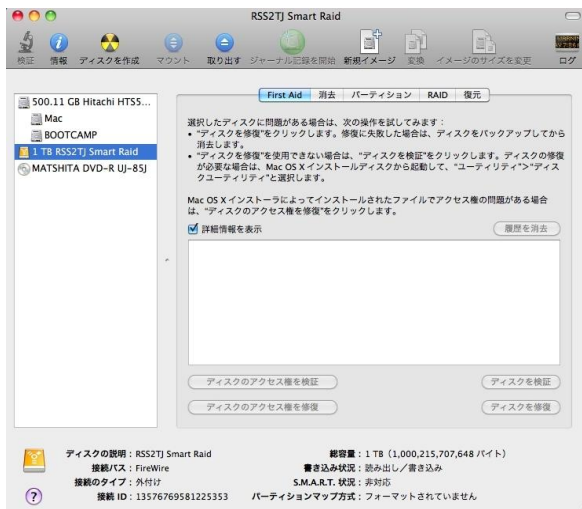 RSS2TJ Smart Raid
検証 情報 ディスクを作成 マウント 取り出す ジャーナル記録を開始 新規イメージ 変換 イメージのサイズを変更 ログ
500.11 GB Hitachi HTS5...
Mac
BOOTCAMP
1 TB RSS2TJ Smart Raid
MATSHITA DVD-R UJ-85J
First Aid 消去 パーティション RAID 復元
選択したディスクに問題がある場合は、次の操作を試してみます：
• “ディスクを修復”をクリックします。修復に失敗した場合は、ディスクをバックアップしてから
消去します。
• “ディスクを修復”を使用できない場合は、“ディスクを検証”をクリックします。ディスクの修復
が必要な場合は、Mac OS X インストールディスクから起動して、“ユーティリティ”>“ディス
クユーティリティ”と選択します。
Mac OS X インストーラによってインストールされたファイルでアクセス権の問題がある場合
は、“ディスクのアクセス権を修復”をクリックします。
詳細情報を表示
履歴を消去
ディスクのアクセス権を検証
ディスクを検証
ディスクのアクセス権を修復
ディスクを修復
ディスクの説明：RSS2TJ Smart Raid
総容量：1 TB（1,000,215,707,648 バイト）
接続バス：FireWire
書き込み状況：読み出し／書き込み
接続のタイプ：外付け
S.M.A.R.T. 状況：非対応
接続 ID：13576769581225353
パーティションマップ方式：フォーマットされていません
?